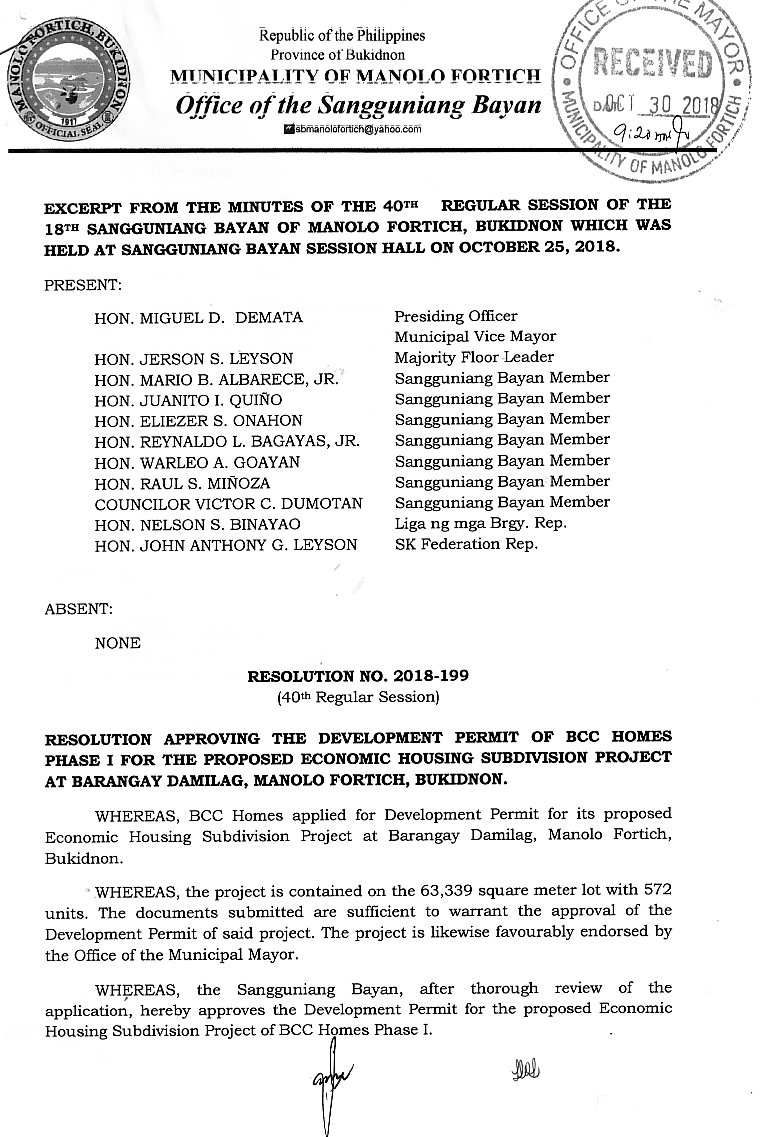 MANOLO FORTICH, BUKIDNON
1917
OFFICIAL SEAL
Republic of the Philippines
Province of Bukidnon
MUNICIPALITY OF MANOLO FORTICH
Office of the Sangguniang Bayan
sbmanolofortich@yahoo.com
OFFICE OF THE MAYOR
RECEIVED
OCT 30 2018
MUNICIPALITY OF MANOLO FORTICH
EXCERPT FROM THE MINUTES OF THE 40TH REGULAR SESSION OF THE
18TH SANGGUNIANG BAYAN OF MANOLO FORTICH, BUKIDNON WHICH WAS
HELD AT SANGGUNIANG BAYAN SESSION HALL ON OCTOBER 25, 2018.
PRESENT:
HON. MIGUEL D. DEMATA Presiding Officer
Municipal Vice Mayor
HON. JERSON S. LEYSON Majority Floor Leader
HON. MARIO B. ALBARECE, JR. Sangguniang Bayan Member
HON. JUANITO I. QUIÑO Sangguniang Bayan Member
HON. ELIEZER S. ONAHON Sangguniang Bayan Member
HON. REYNALDO L. BAGAYAS, JR. Sangguniang Bayan Member
HON. WARLEO A. GOAYAN Sangguniang Bayan Member
HON. RAUL S. MIÑOZA Sangguniang Bayan Member
COUNCILOR VICTOR C. DUMOTAN Sangguniang Bayan Member
HON. NELSON S. BINAYAO Liga ng mga Brgy. Rep.
HON. JOHN ANTHONY G. LEYSON SK Federation Rep.
ABSENT:
NONE
RESOLUTION NO. 2018-199
(40th Regular Session)
RESOLUTION APPROVING THE DEVELOPMENT PERMIT OF BCC HOMES
PHASE I FOR THE PROPOSED ECONOMIC HOUSING SUBDIVISION PROJECT
AT BARANGAY DAMILAG, MANOLO FORTICH, BUKIDNON.
WHEREAS, BCC Homes applied for Development Permit for its proposed
Economic Housing Subdivision Project at Barangay Damilag, Manolo Fortich,
Bukidnon.
WHEREAS, the project is contained on the 63,339 square meter lot with 572
units. The documents submitted are sufficient to warrant the approval of the
Development Permit of said project. The project is likewise favourably endorsed by
the Office of the Municipal Mayor.
WHEREAS, the Sangguniang Bayan, after thorough review of the
application, hereby approves the Development Permit for the proposed Economic
Housing Subdivision Project of BCC Homes Phase I.